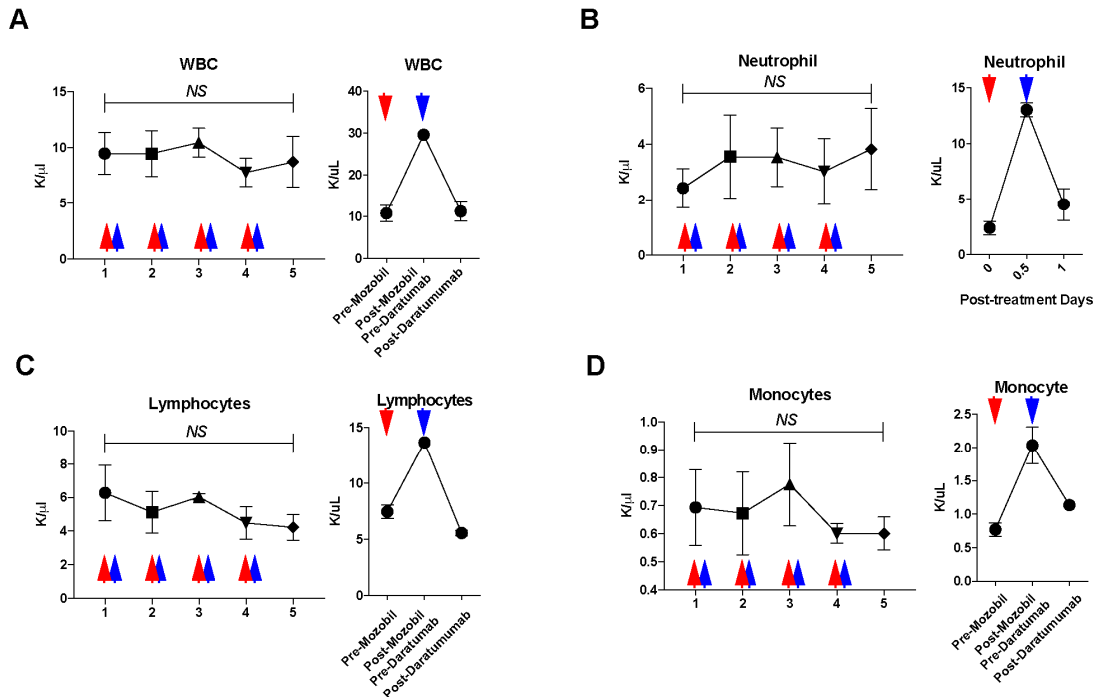 A
WBC
NS
15
10
5
0
K/µl
1 2 3 4 5
WBC
40
30
20
10
0
K/uL
Pre-Mozobil
Post-Mozobil
Pre-Daratumab
Post-Daratumumab
B
Neutrophil
NS
6
4
2
0
K/µl
1 2 3 4 5
Neutrophil
15
10
5
0
K/uL
0 0.5 1
Post-treatment Days
C
Lymphocytes
NS
10
8
6
4
2
0
K/µl
1 2 3 4 5
Lymphocytes
15
10
5
0
K/uL
Pre-Mozobil
Post-Mozobil
Pre-Daratumab
Post-Daratumumab
D
Monocytes
NS
1.0
0.9
0.8
0.7
0.6
0.5
0.4
K/µl
1 2 3 4 5
Monocyte
2.5
2.0
1.5
1.0
0.5
0.0
K/uL
Pre-Mozobil
Post-Mozobil
Pre-Daratumab
Post-Daratumumab